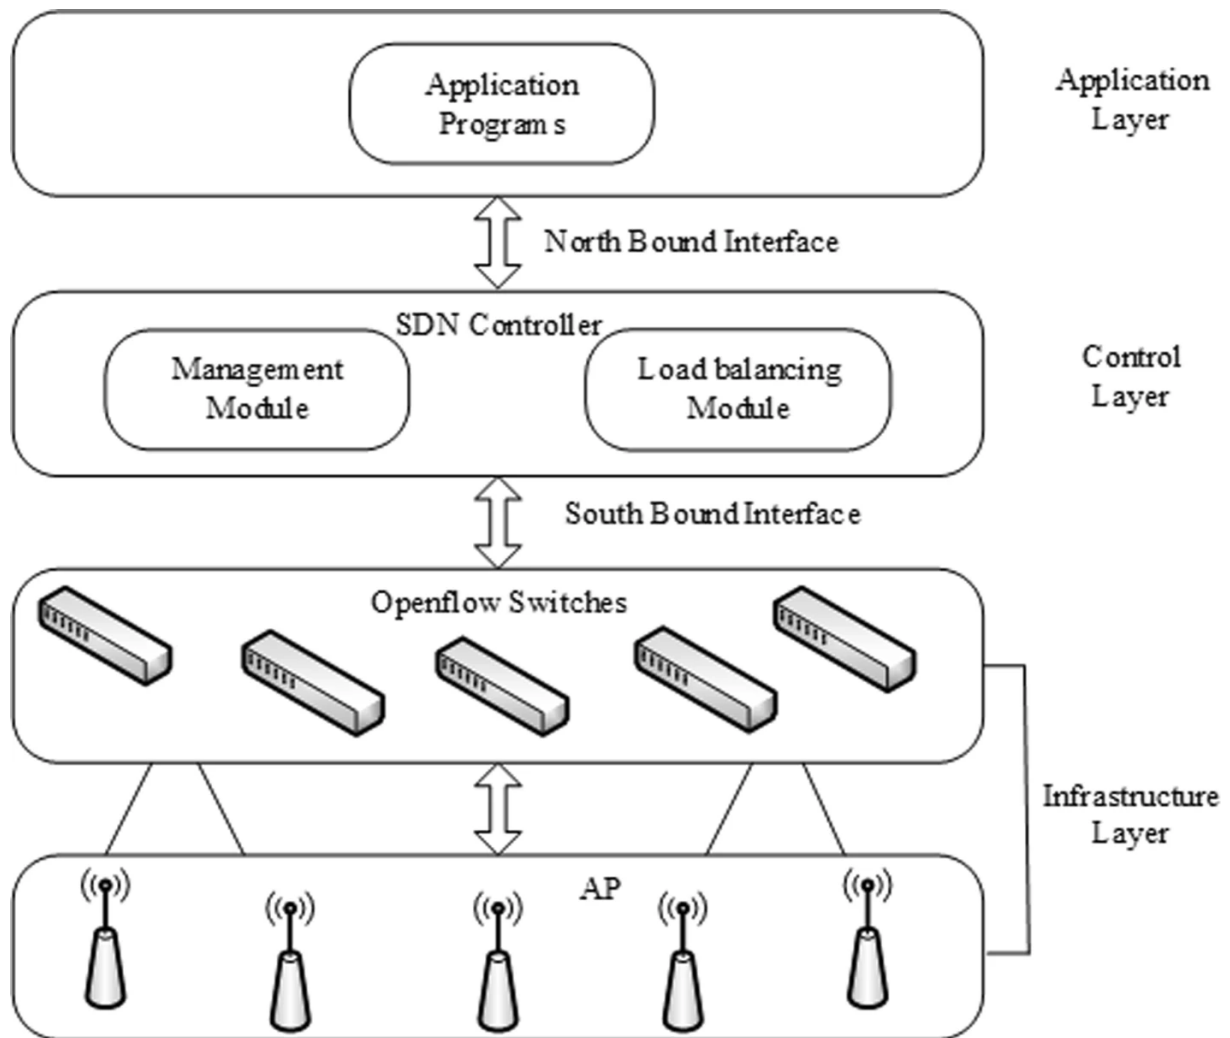 Application
Programs
Application
Layer
North Bound Interface
SDN Controller
Management
Module
Load balancing
Module
Control
Layer
South Bound Interface
Openflow Switches
Infrastructure
Layer
AP